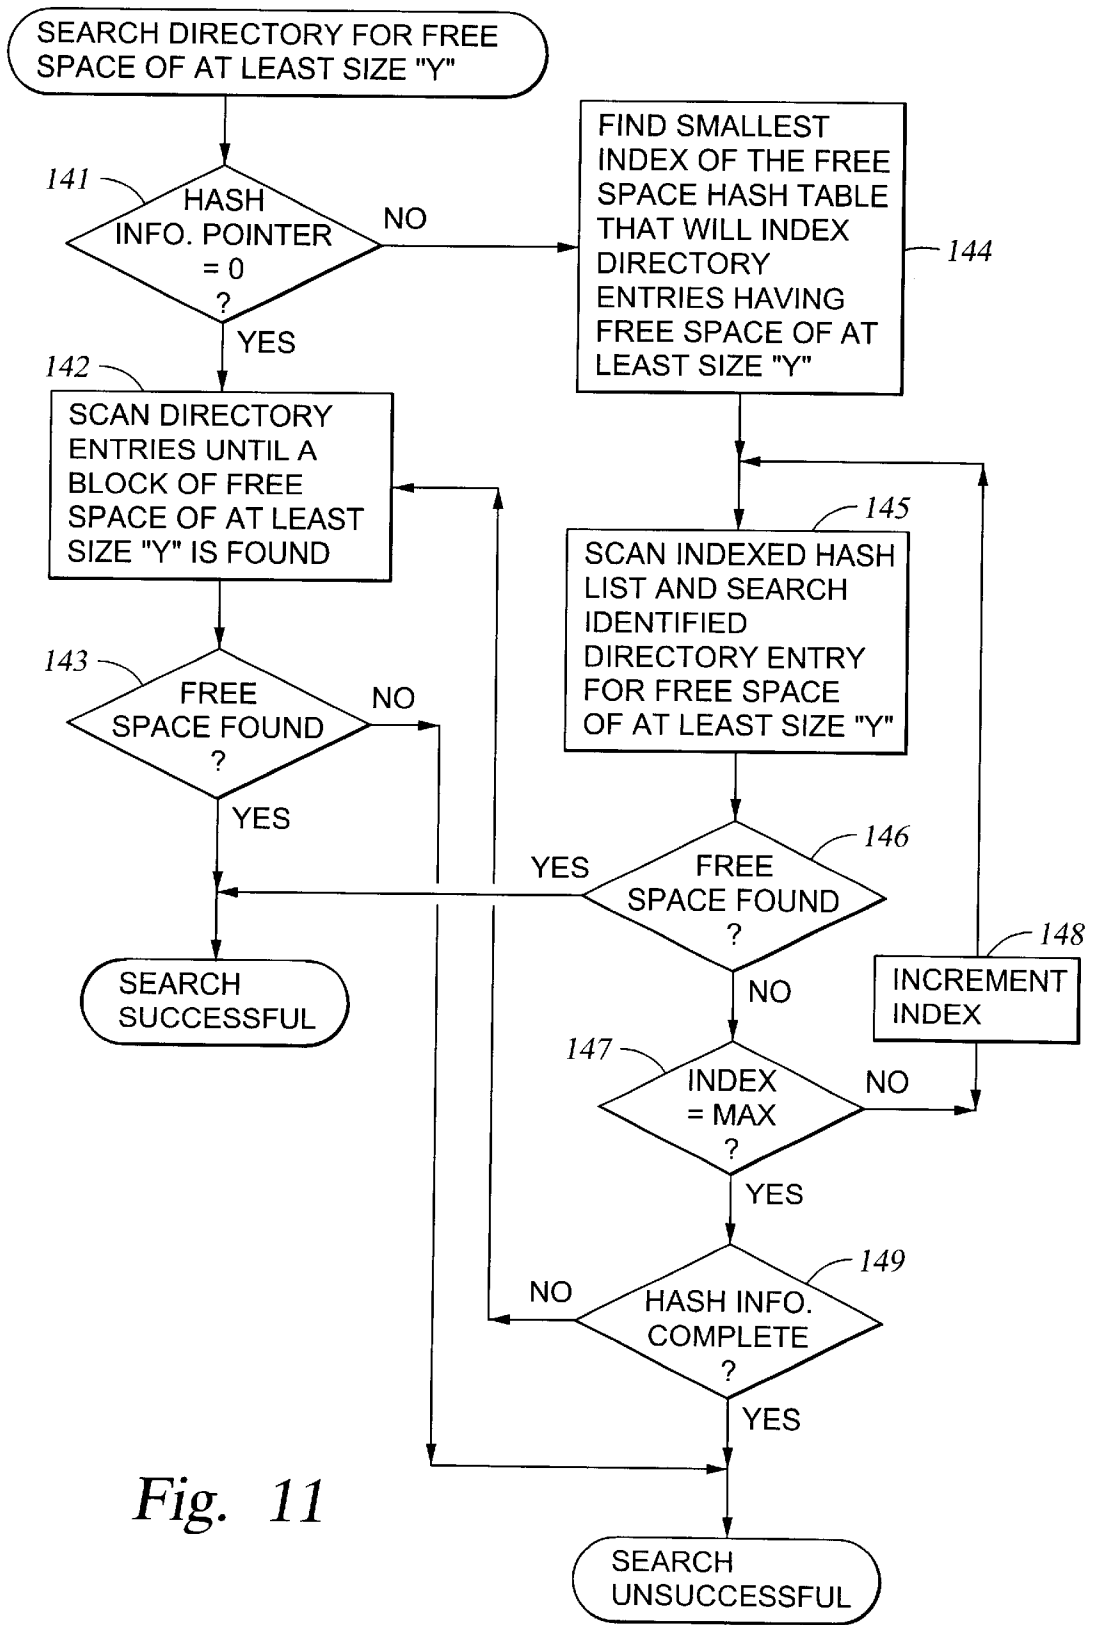 SEARCH DIRECTORY FOR FREE
SPACE OF AT LEAST SIZE "Y"
141
HASH
INFO. POINTER
= 0
?
NO
YES
FIND SMALLEST
INDEX OF THE FREE
SPACE HASH TABLE
THAT WILL INDEX
DIRECTORY
ENTRIES HAVING
FREE SPACE OF AT
LEAST SIZE "Y"
144
142
SCAN DIRECTORY
ENTRIES UNTIL A
BLOCK OF FREE
SPACE OF AT LEAST
SIZE "Y" IS FOUND
145
SCAN INDEXED HASH
LIST AND SEARCH
IDENTIFIED
DIRECTORY ENTRY
FOR FREE SPACE
OF AT LEAST SIZE "Y"
143
FREE
SPACE FOUND
?
NO
YES
146
FREE
SPACE FOUND
?
YES
NO
SEARCH
SUCCESSFUL
148
INCREMENT
INDEX
147
INDEX
= MAX
?
NO
YES
149
HASH INFO.
COMPLETE
?
NO
YES
Fig. 11
SEARCH
UNSUCCESSFUL